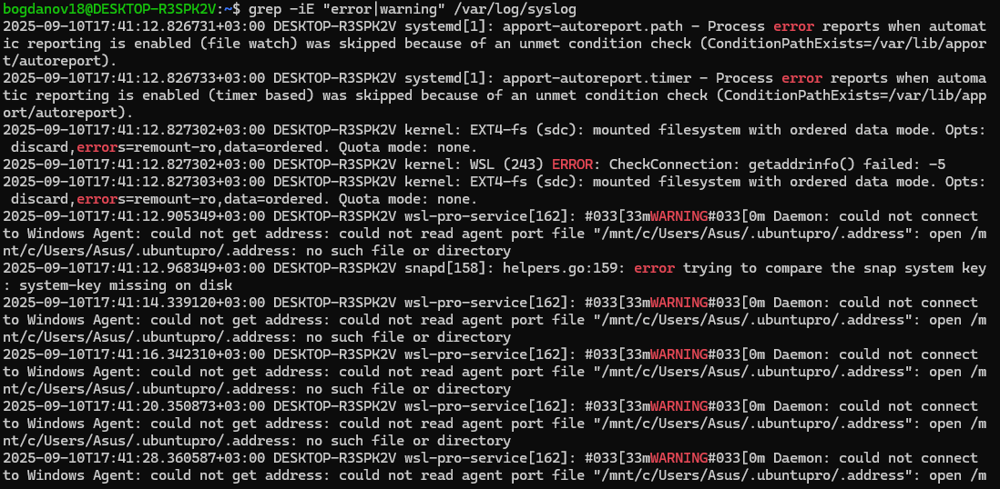 bogdanov18@DESKTOP-R3SPK2V:~$ grep -iE "error|warning" /var/log/syslog
2025-09-10T17:41:12.826731+03:00 DESKTOP-R3SPK2V systemd[1]: apport-autoreport.path - Process error reports when automat
ic reporting is enabled (file watch) was skipped because of an unmet condition check (ConditionPathExists=/var/lib/appor
t/autoreport).
2025-09-10T17:41:12.826733+03:00 DESKTOP-R3SPK2V systemd[1]: apport-autoreport.timer - Process error reports when automa
tic reporting is enabled (timer based) was skipped because of an unmet condition check (ConditionPathExists=/var/lib/app
ort/autoreport).
2025-09-10T17:41:12.827302+03:00 DESKTOP-R3SPK2V kernel: EXT4-fs (sdc): mounted filesystem with ordered data mode. Opts:
 discard,errors=remount-ro,data=ordered. Quota mode: none.
2025-09-10T17:41:12.827302+03:00 DESKTOP-R3SPK2V kernel: WSL (243) ERROR: CheckConnection: getaddrinfo() failed: -5
2025-09-10T17:41:12.827303+03:00 DESKTOP-R3SPK2V kernel: EXT4-fs (sdc): mounted filesystem with ordered data mode. Opts:
 discard,errors=remount-ro,data=ordered. Quota mode: none.
2025-09-10T17:41:12.905349+03:00 DESKTOP-R3SPK2V wsl-pro-service[162]: #033[33mWARNING#033[0m Daemon: could not connect
to Windows Agent: could not get address: could not read agent port file "/mnt/c/Users/Asus/.ubuntupro/.address": open /m
nt/c/Users/Asus/.ubuntupro/.address: no such file or directory
2025-09-10T17:41:12.968349+03:00 DESKTOP-R3SPK2V snapd[158]: helpers.go:159: error trying to compare the snap system key
: system-key missing on disk
2025-09-10T17:41:14.339120+03:00 DESKTOP-R3SPK2V wsl-pro-service[162]: #033[33mWARNING#033[0m Daemon: could not connect
to Windows Agent: could not get address: could not read agent port file "/mnt/c/Users/Asus/.ubuntupro/.address": open /m
nt/c/Users/Asus/.ubuntupro/.address: no such file or directory
2025-09-10T17:41:16.342310+03:00 DESKTOP-R3SPK2V wsl-pro-service[162]: #033[33mWARNING#033[0m Daemon: could not connect
to Windows Agent: could not get address: could not read agent port file "/mnt/c/Users/Asus/.ubuntupro/.address": open /m
nt/c/Users/Asus/.ubuntupro/.address: no such file or directory
2025-09-10T17:41:20.350873+03:00 DESKTOP-R3SPK2V wsl-pro-service[162]: #033[33mWARNING#033[0m Daemon: could not connect
to Windows Agent: could not get address: could not read agent port file "/mnt/c/Users/Asus/.ubuntupro/.address": open /m
nt/c/Users/Asus/.ubuntupro/.address: no such file or directory
2025-09-10T17:41:28.360587+03:00 DESKTOP-R3SPK2V wsl-pro-service[162]: #033[33mWARNING#033[0m Daemon: could not connect
to Windows Agent: could not get address: could not read agent port file "/mnt/c/Users/Asus/.ubuntupro/.address": open /m